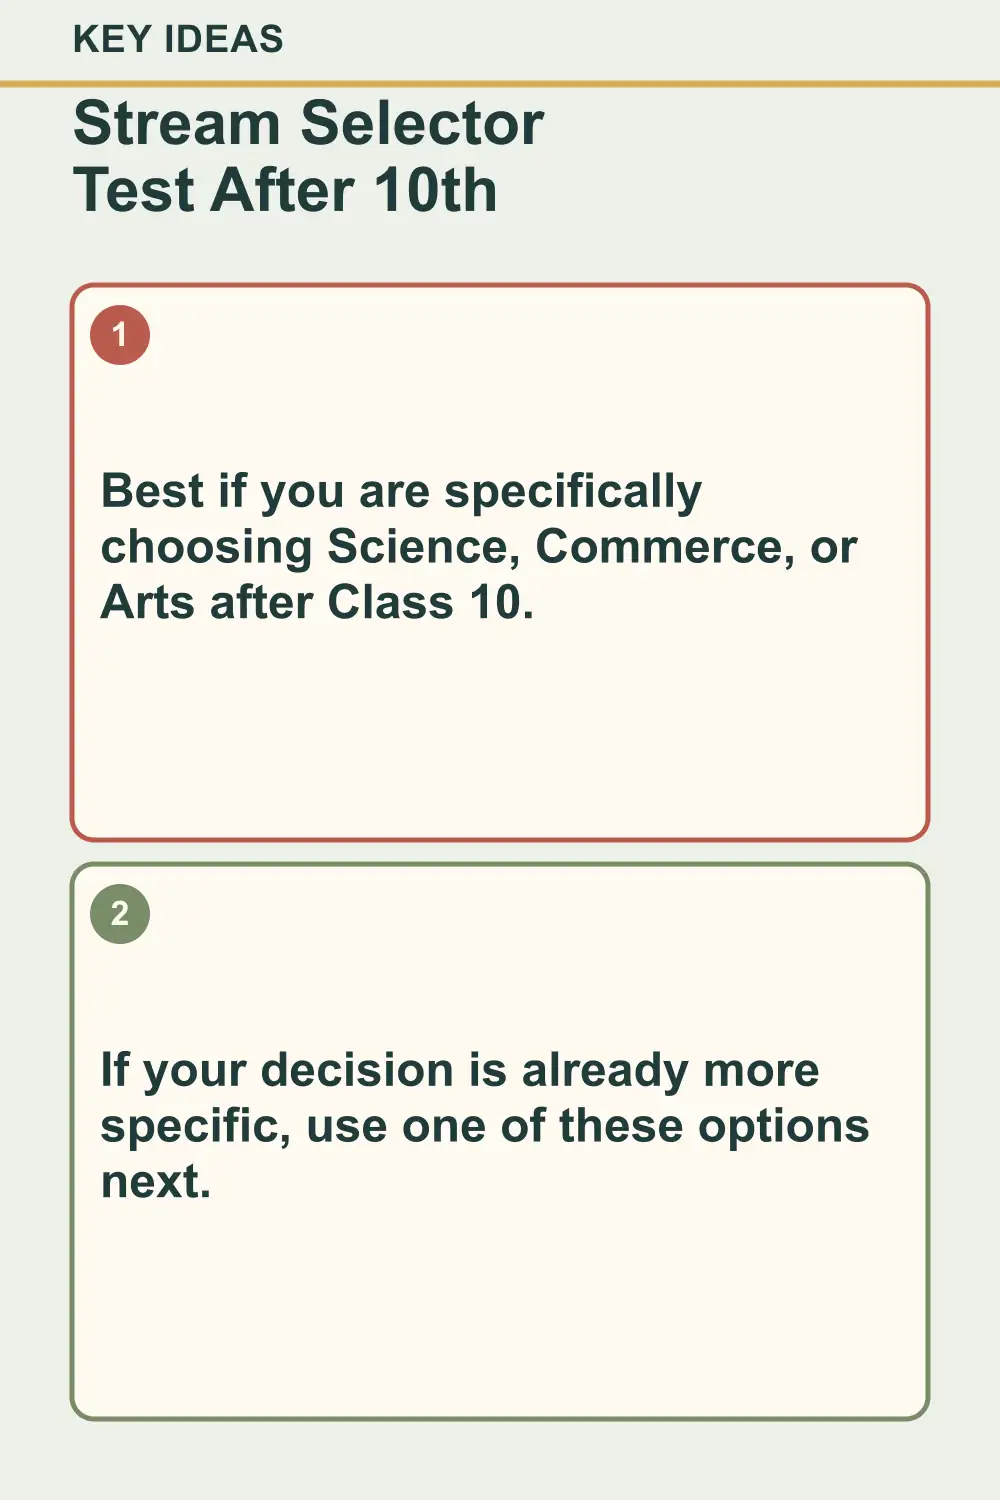 KEY IDEAS
Stream Selector
Test After 10th
1
Best if you are specifically
choosing Science, Commerce, or
Arts after Class 10.
2
If your decision is already more
specific, use one of these options
next.